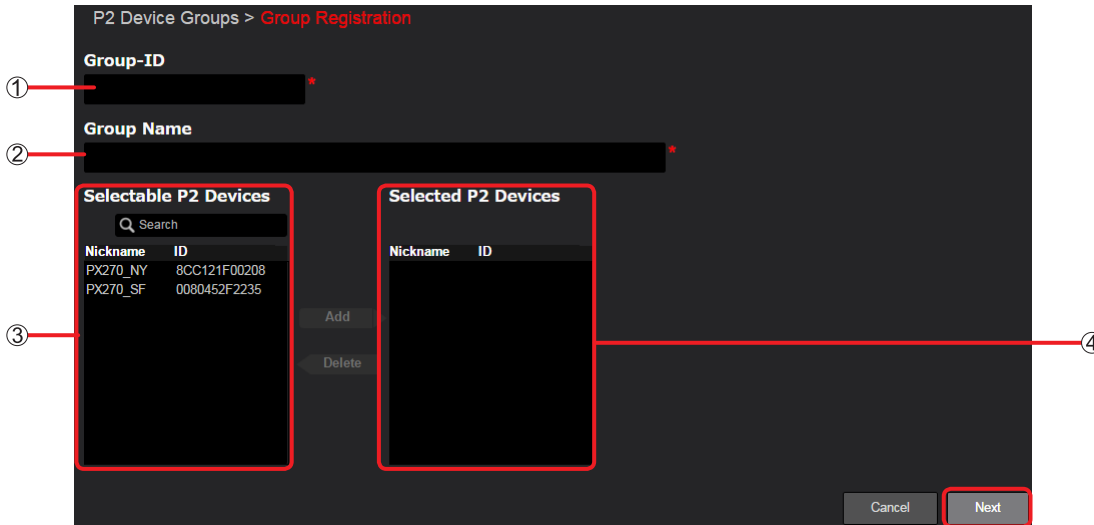 P2 Device Groups > Group Registration
Group-ID
① *
Group Name
② *
Selectable P2 Devices
Search
Nickname ID
PX270_NY 8CC121F00208
PX270_SF 0080452F2235
③
Add
Delete
Selected P2 Devices
Nickname ID
④
Cancel Next